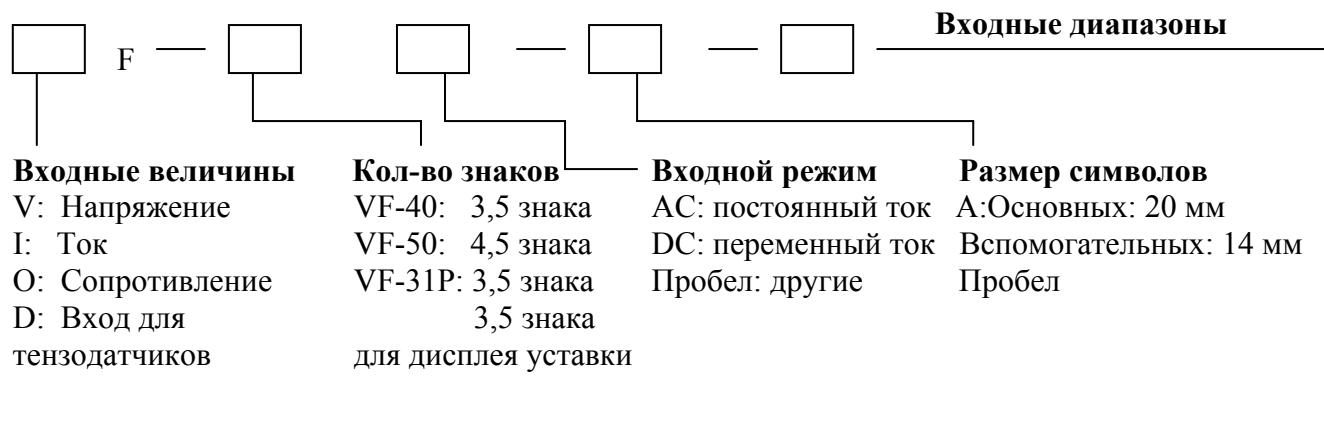 Входные диапазоны
F
Входные величины
V: Напряжение
I: Ток
O: Сопротивление
D: Вход для
тензодатчиков
Кол-во знаков
VF-40: 3,5 знака
VF-50: 4,5 знака
VF-31P: 3,5 знака
3,5 знака
для дисплея уставки
Входной режим
AC: постоянный ток
DC: переменный ток
Пробел: другие
Размер символов
A:Основных: 20 мм
Вспомогательных: 14 мм
Пробел